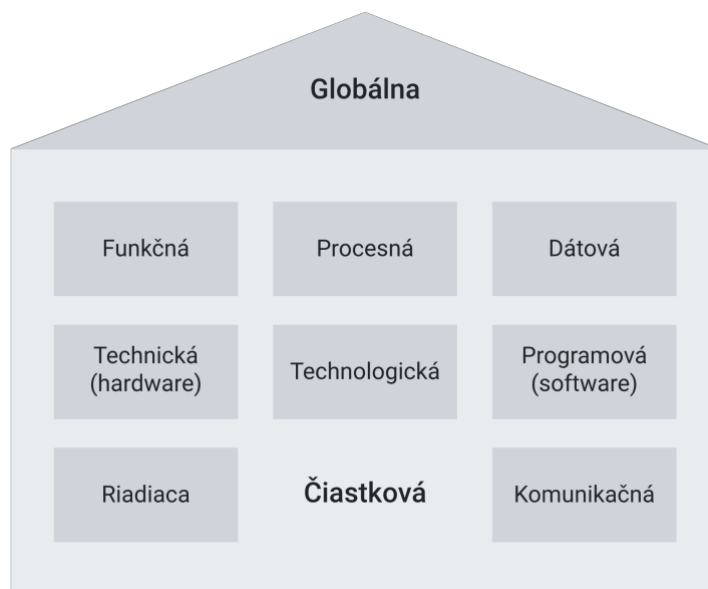 Globálna
Funkčná
Procesná
Dátová
Technická
(hardware)
Technologická
Programová
(software)
Riadiaca
Čiastková
Komunikačná